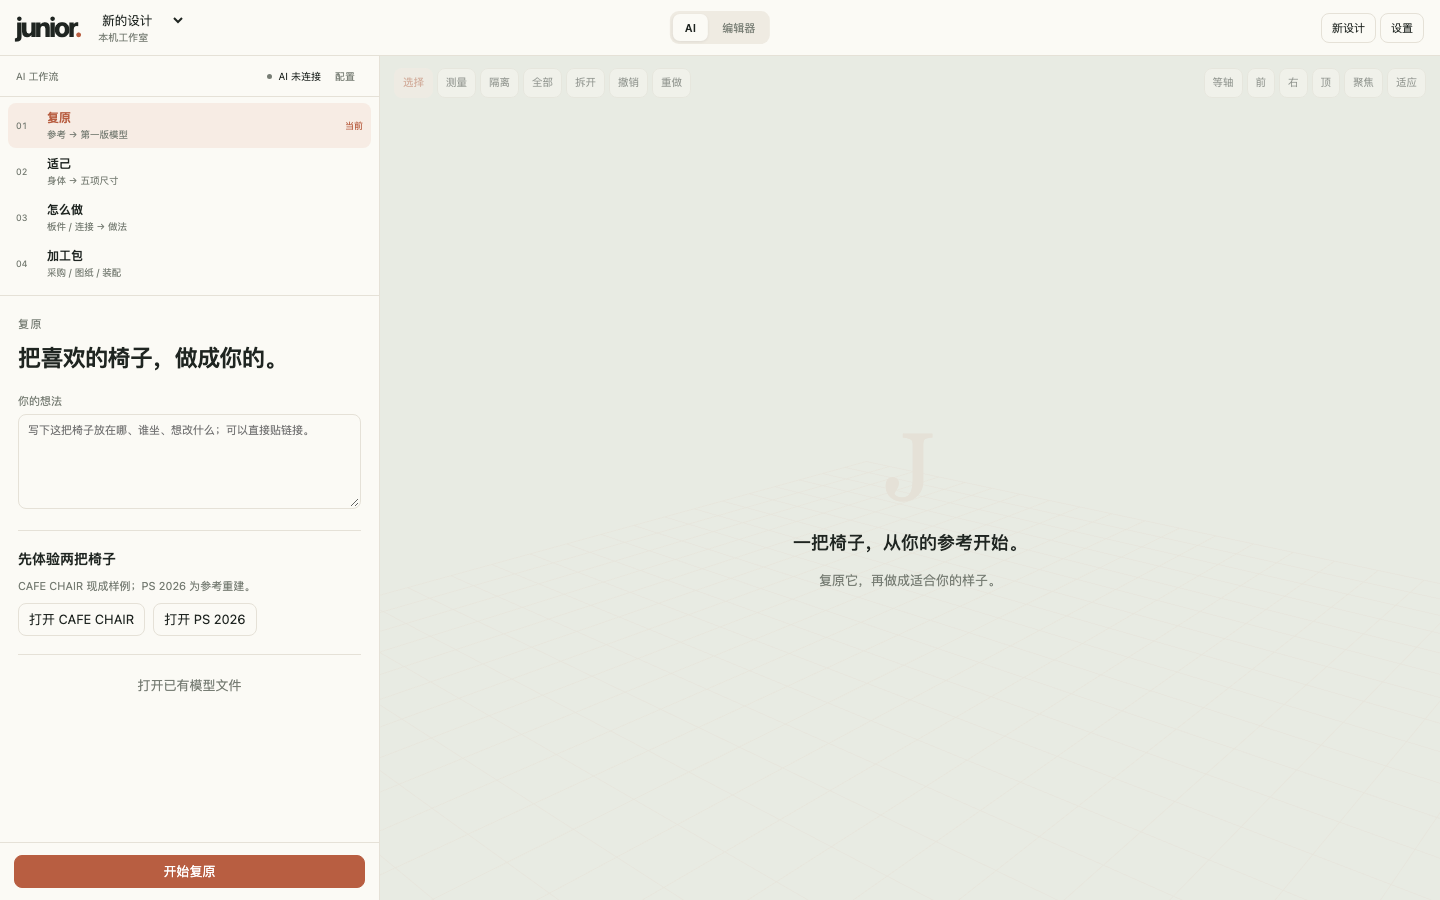 junior.
新的设计
本机工作室
AI
编辑器
新设计
设置
AI 工作流
AI 未连接
配置
01
复原
参考 → 第一版模型
当前
02
适己
身体 → 五项尺寸
03
怎么做
板件 / 连接 → 做法
04
加工包
采购 / 图纸 / 装配
复原
把喜欢的椅子，做成你的。
你的想法
写下这把椅子放在哪、谁坐、想改什么；可以直接贴链接。
先体验两把椅子
CAFE CHAIR 现成样例；PS 2026 为参考重建。
打开 CAFE CHAIR
打开 PS 2026
打开已有模型文件
开始复原
选择
测量
隔离
全部
拆开
撤销
重做
等轴
前
右
顶
聚焦
适应
J
一把椅子，从你的参考开始。
复原它，再做成适合你的样子。